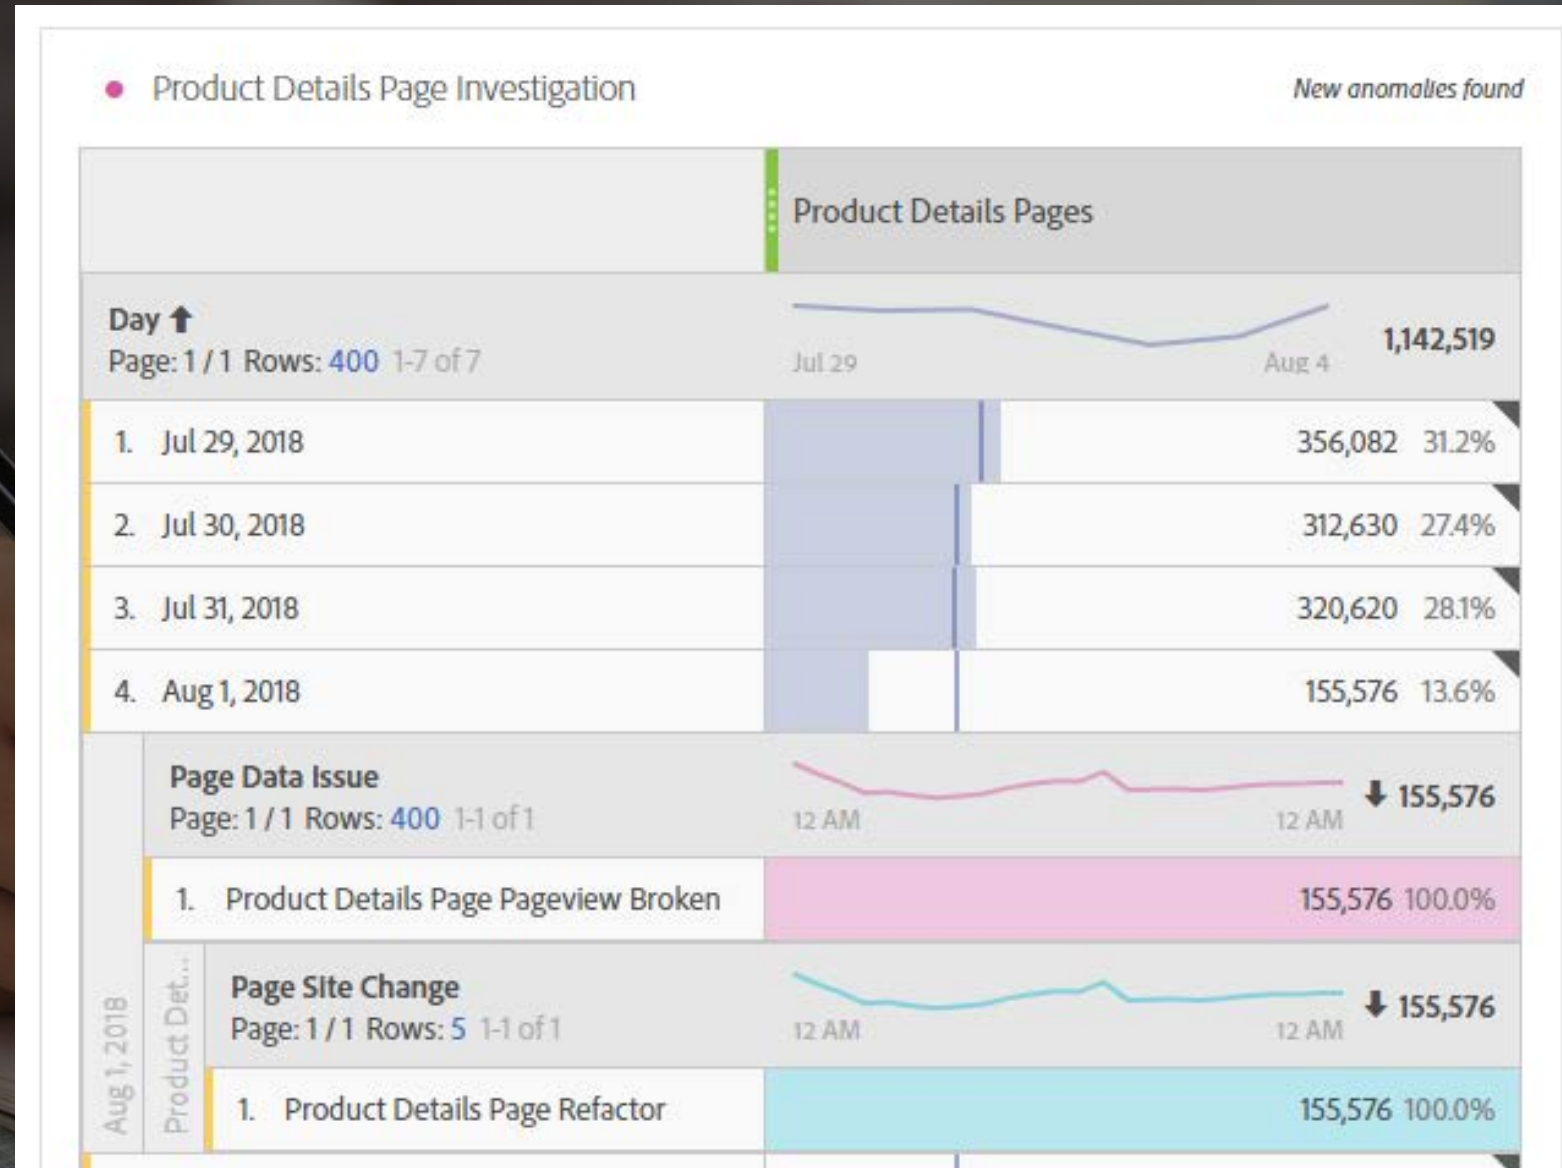 Product Details Page Investigation
New anomalies found
Product Details Pages
Day
Page: 1 / 1 Rows: 400 1-7 of 7
Jul 29
Aug 4
1,142,519
1. Jul 29, 2018 356,082 31.2%
2. Jul 30, 2018 312,630 27.4%
3. Jul 31, 2018 320,620 28.1%
4. Aug 1, 2018 155,576 13.6%
Page Data Issue
Page: 1 / 1 Rows: 400 1-1 of 1
12 AM
12 AM
155,576
1. Product Details Page Pageview Broken 155,576 100.0%
Page Site Change
Page: 1 / 1 Rows: 5 1-1 of 1
12 AM
12 AM
155,576
1. Product Details Page Refactor 155,576 100.0%
Aug 1, 2018
Product Det...